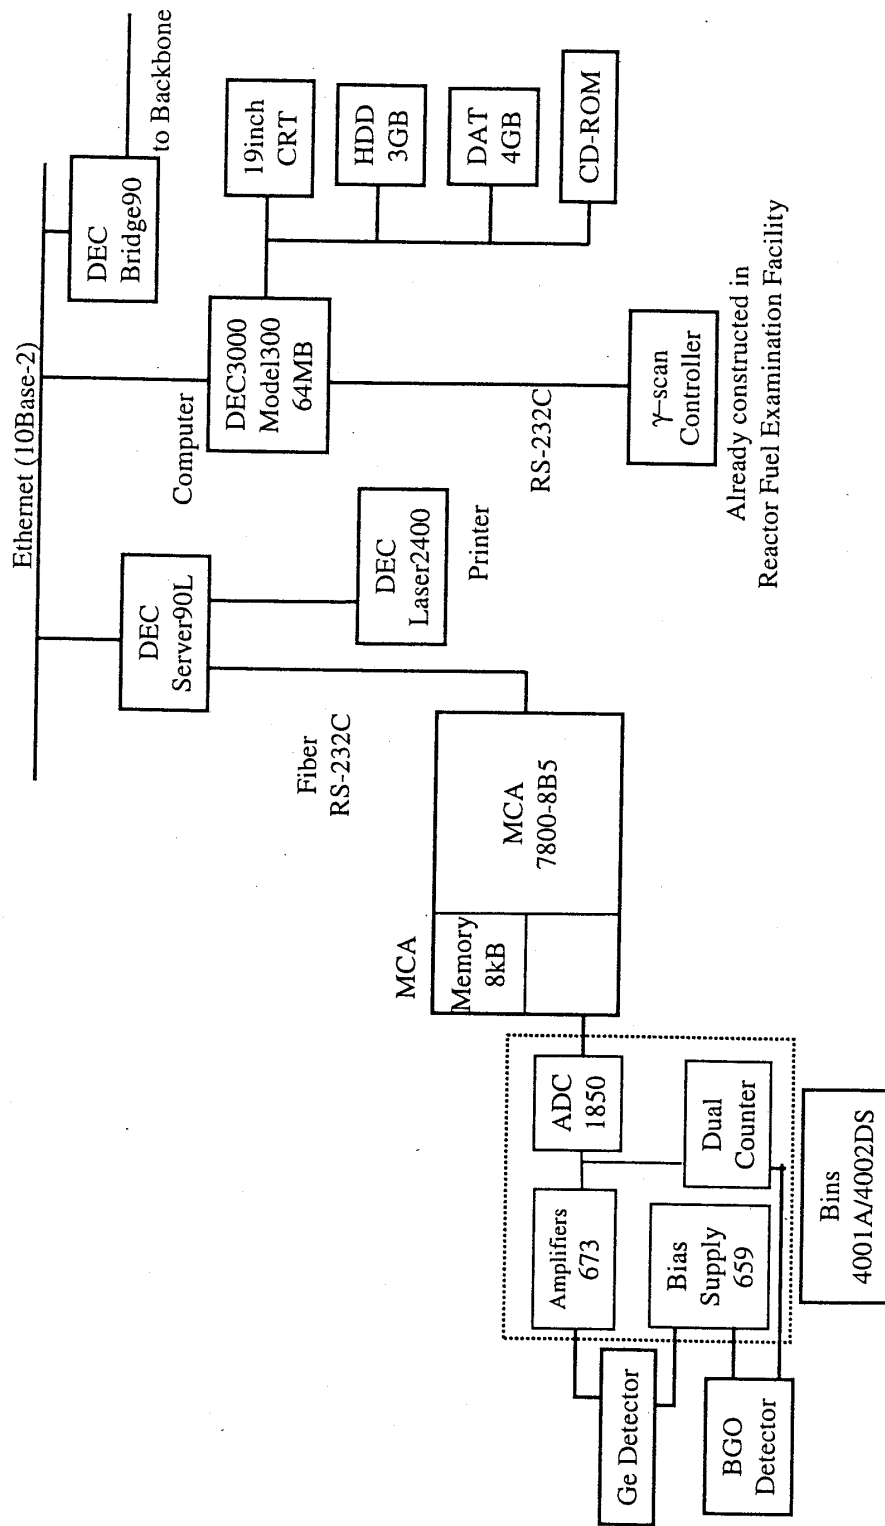 Ethernet (10Base-2)
to Backbone
DEC
Bridge90
DEC
Server90L
Computer
DEC3000
Model300
64MB
19inch
CRT
HDD
3GB
DAT
4GB
CD-ROM
Fiber
RS-232C
DEC
Laser2400
Printer
RS-232C
γ-scan
Controller
Already constructed in
Reactor Fuel Examination Facility
MCA
Memory
8kB
MCA
7800-8B5
Ge Detector
BGO
Detector
Amplifiers
673
ADC
1850
Bias
Supply
659
Dual
Counter
Bins
4001A/4002DS